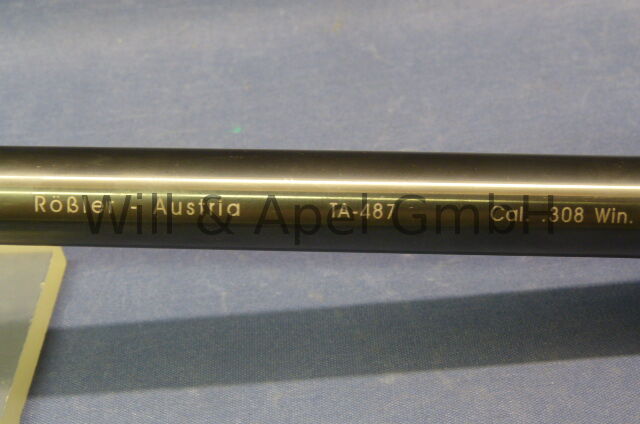 Rößler - Austria TA-487 Cal. .308 Win.
Will & Apel GmbH